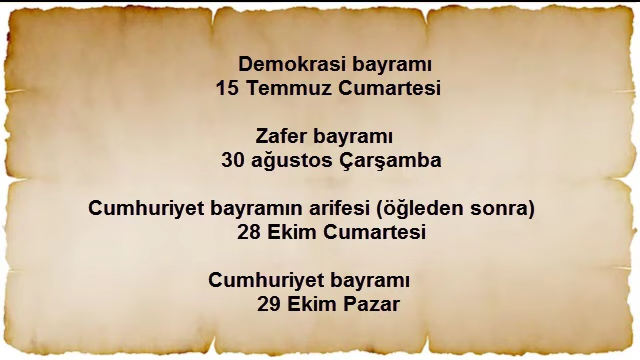 Demokrasi bayramı
15 Temmuz Cumartesi
Zafer bayramı
30 ağustos Çarşamba
Cumhuriyet bayramın arifesi (öğleden sonra)
28 Ekim Cumartesi
Cumhuriyet bayramı
29 Ekim Pazar